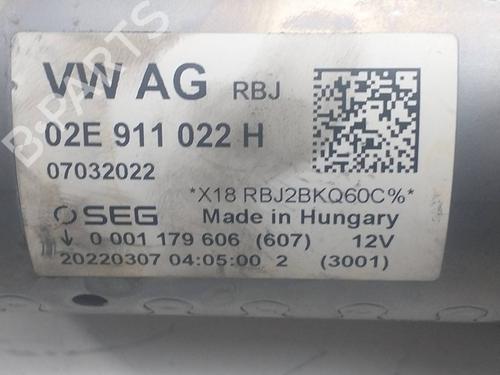 VW AG RBJ
02E 911 022 H
07032022
*X18 RBJ2BKQ60C%*
SEG Made in Hungary
↓ 0 001 179 606 (607) 12V
20220307 04:05:00 2 (3001)
B-PARTS